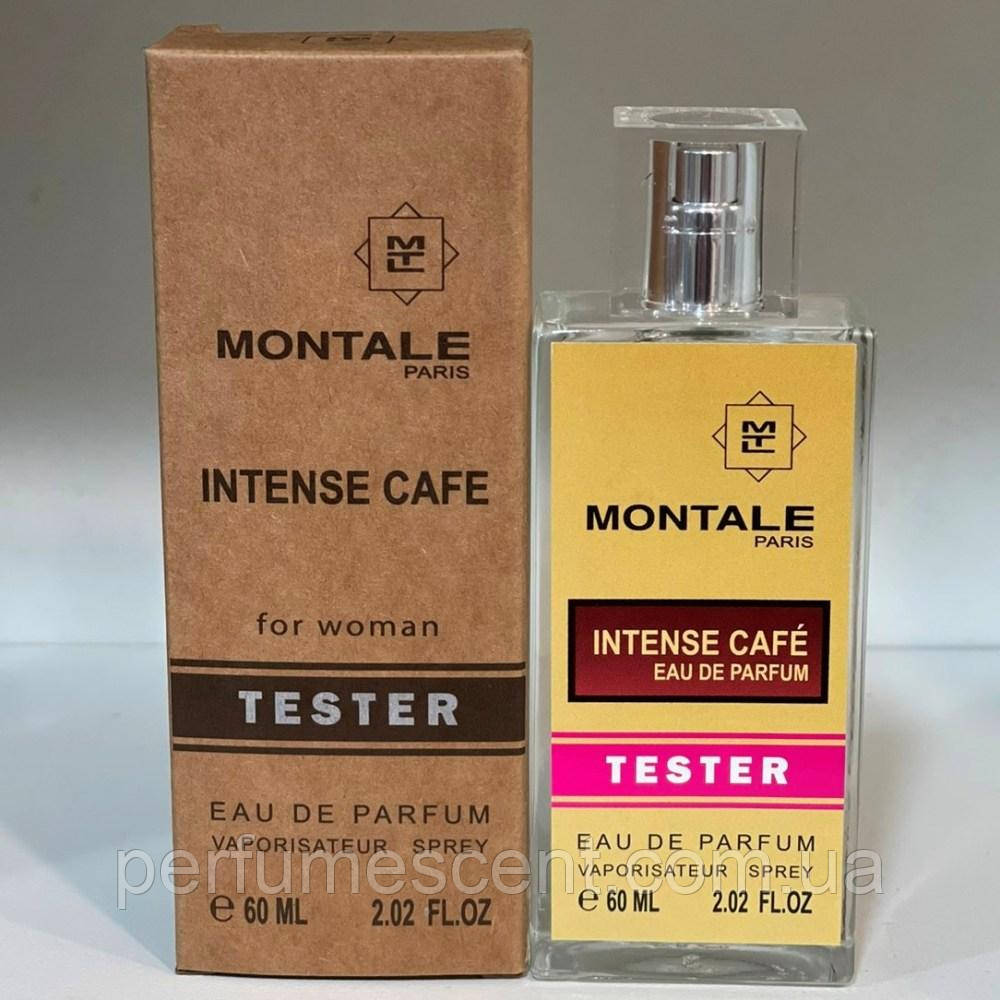 MTL
MONTALE
PARIS
INTENSE CAFE
for woman
TESTER
EAU DE PARFUM
VAPORISATEUR SPREY
e 60 ML 2.02 FL.OZ
MTL
MONTALE
PARIS
INTENSE CAFÉ
EAU DE PARFUM
TESTER
EAU DE PARFUM
VAPORISATEUR SPREY
e 60 ML 2.02 FL.OZ
perfumescent.com.ua